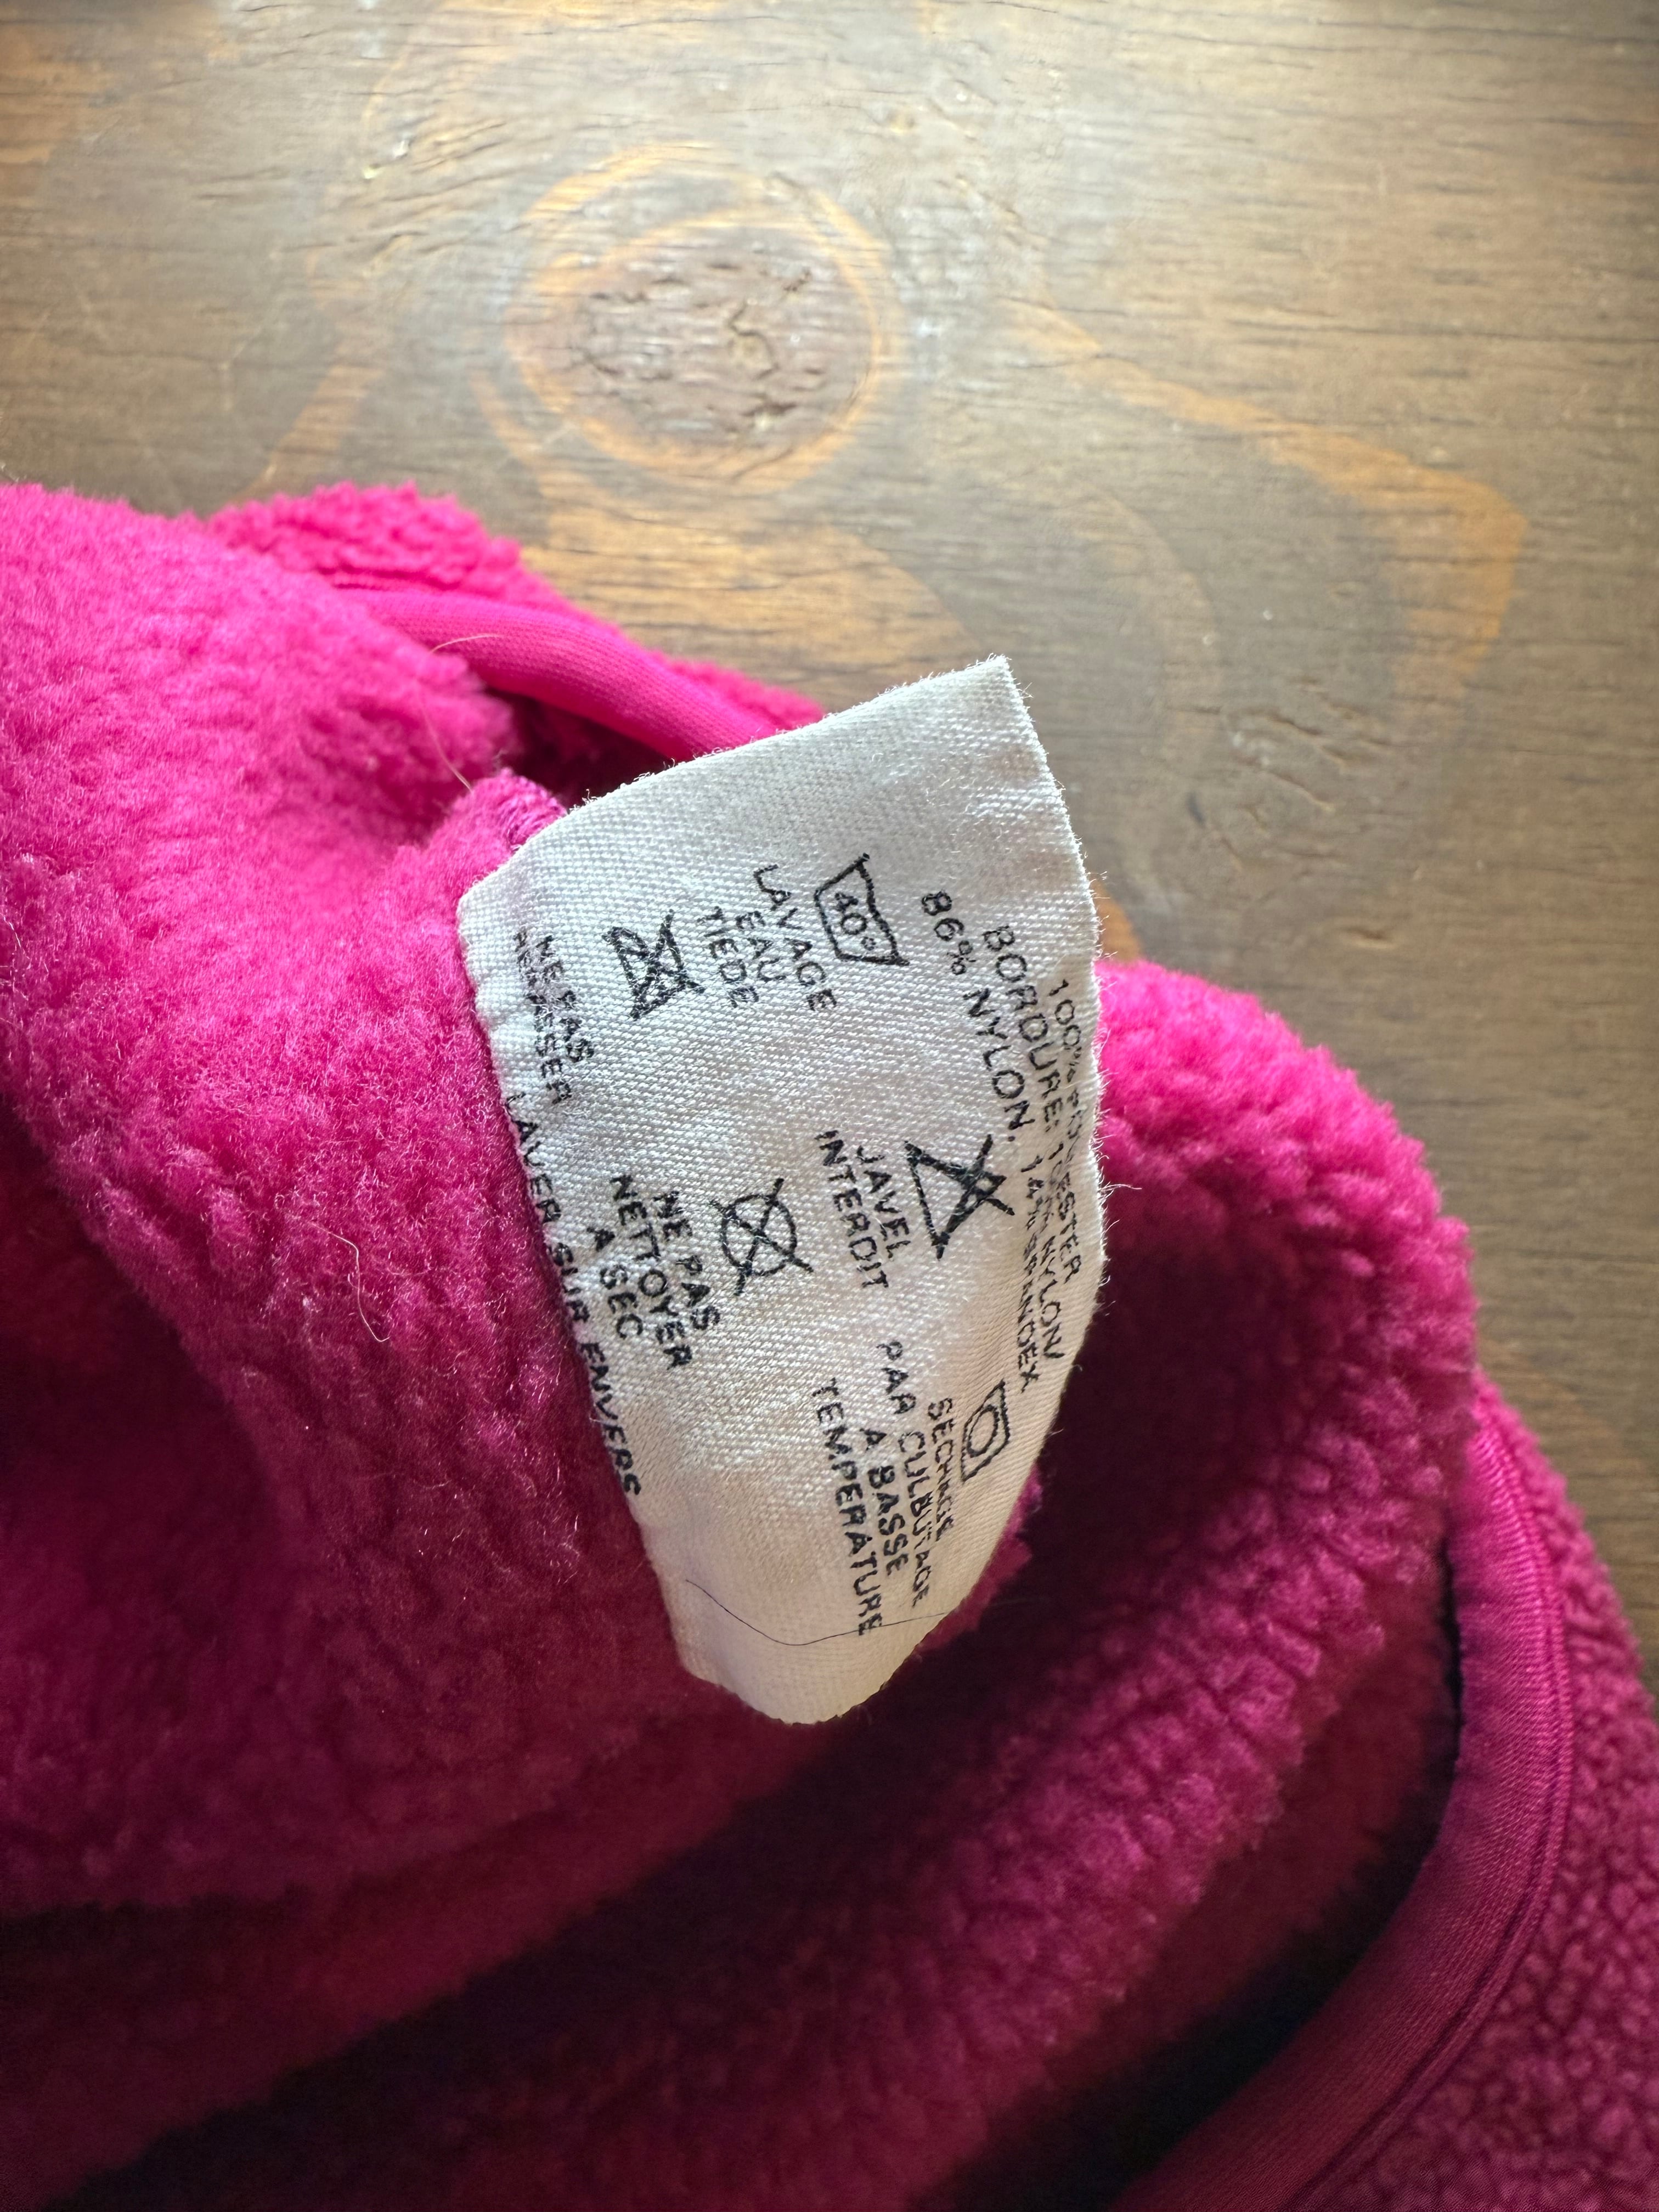 100% POLYESTER
BORDURE: 100% NYLON/
86% NYLON, 14% SPANDEX
40°
LAVAGE
EAU
TIEDE
JAVEL
INTERDIT
SECHAGE
PAR CULBUTAGE
A BASSE
TEMPERATURE
NE PAS
REPASSER
NE PAS
NETTOYER
A SEC
LAVER SUR ENVERS